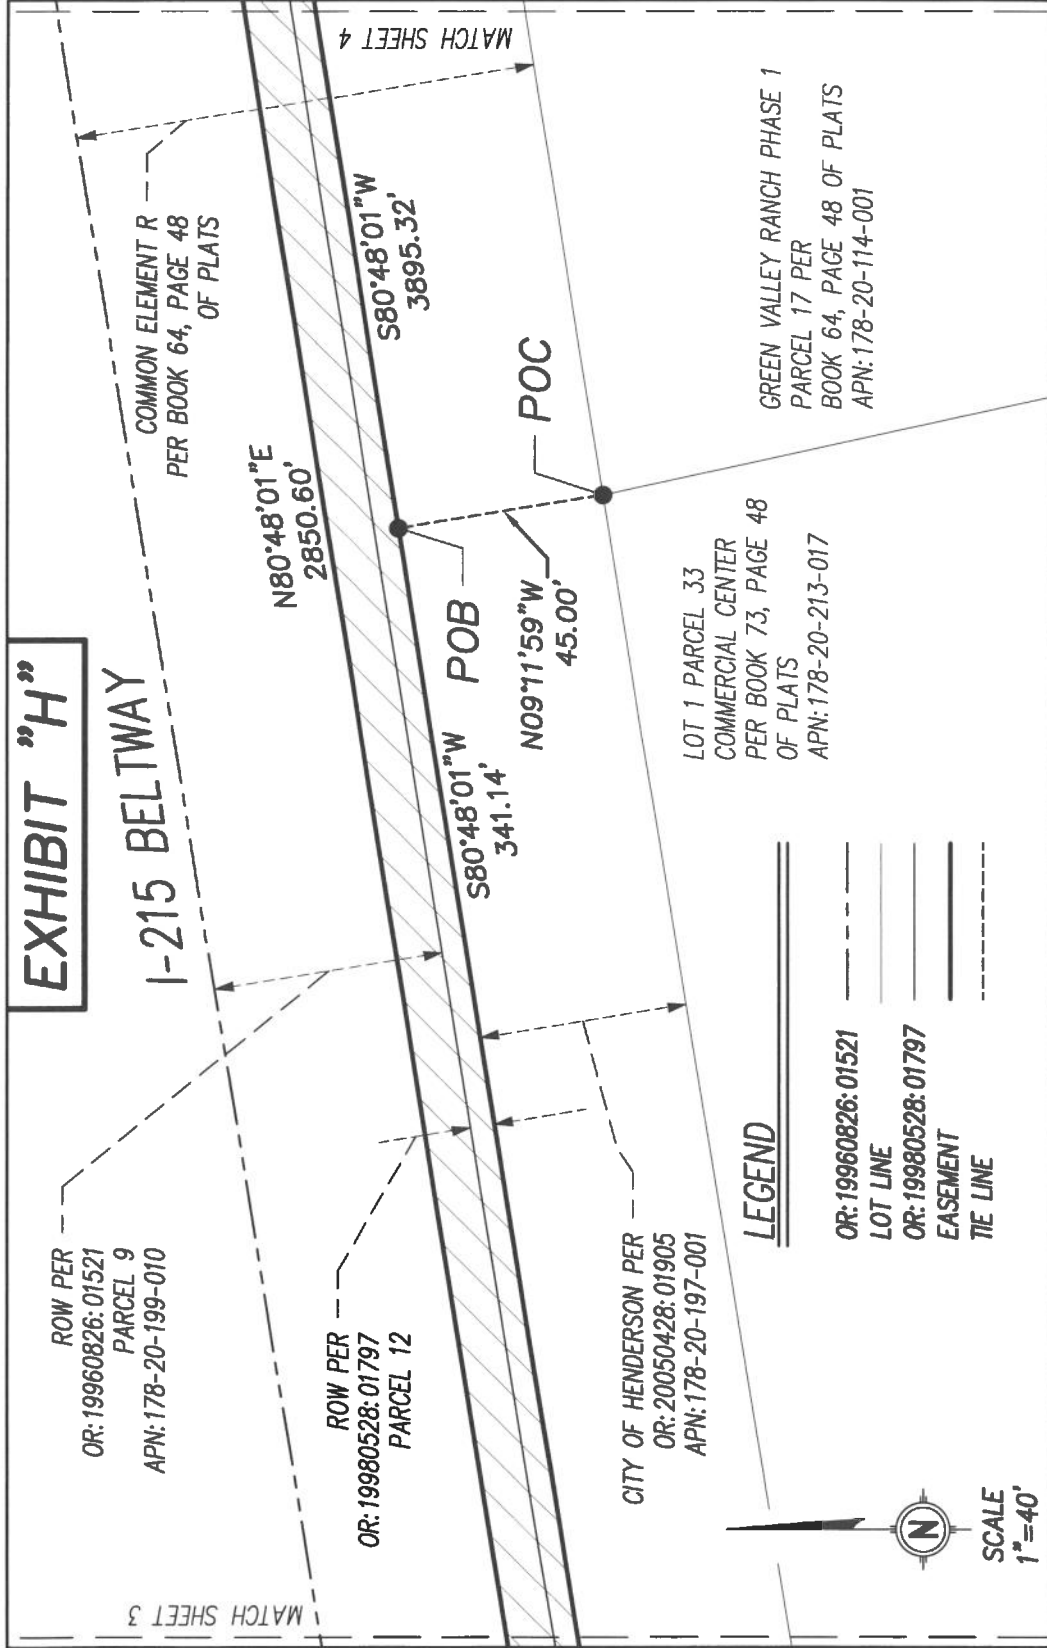 EXHIBIT "H"
I-215 BELTWAY
MATCH SHEET 3
MATCH SHEET 4
ROW PER
OR:19960826:01521
PARCEL 9
APN:178-20-199-010
COMMON ELEMENT R
PER BOOK 64, PAGE 48
OF PLATS
N80°48'01"E
2850.60'
S80°48'01"W
3895.32'
ROW PER
OR:19980528:01797
PARCEL 12
S80°48'01"W
341.14'
POB
POC
N09°11'59"W
45.00'
CITY OF HENDERSON PER
OR:20050428:01905
APN:178-20-197-001
LOT 1 PARCEL 33
COMMERCIAL CENTER
PER BOOK 73, PAGE 48
OF PLATS
APN:178-20-213-017
GREEN VALLEY RANCH PHASE 1
PARCEL 17 PER
BOOK 64, PAGE 48 OF PLATS
APN:178-20-114-001
LEGEND
OR:19960826:01521
LOT LINE
OR:19980528:01797
EASEMENT
TIE LINE
N
SCALE
1"=40'